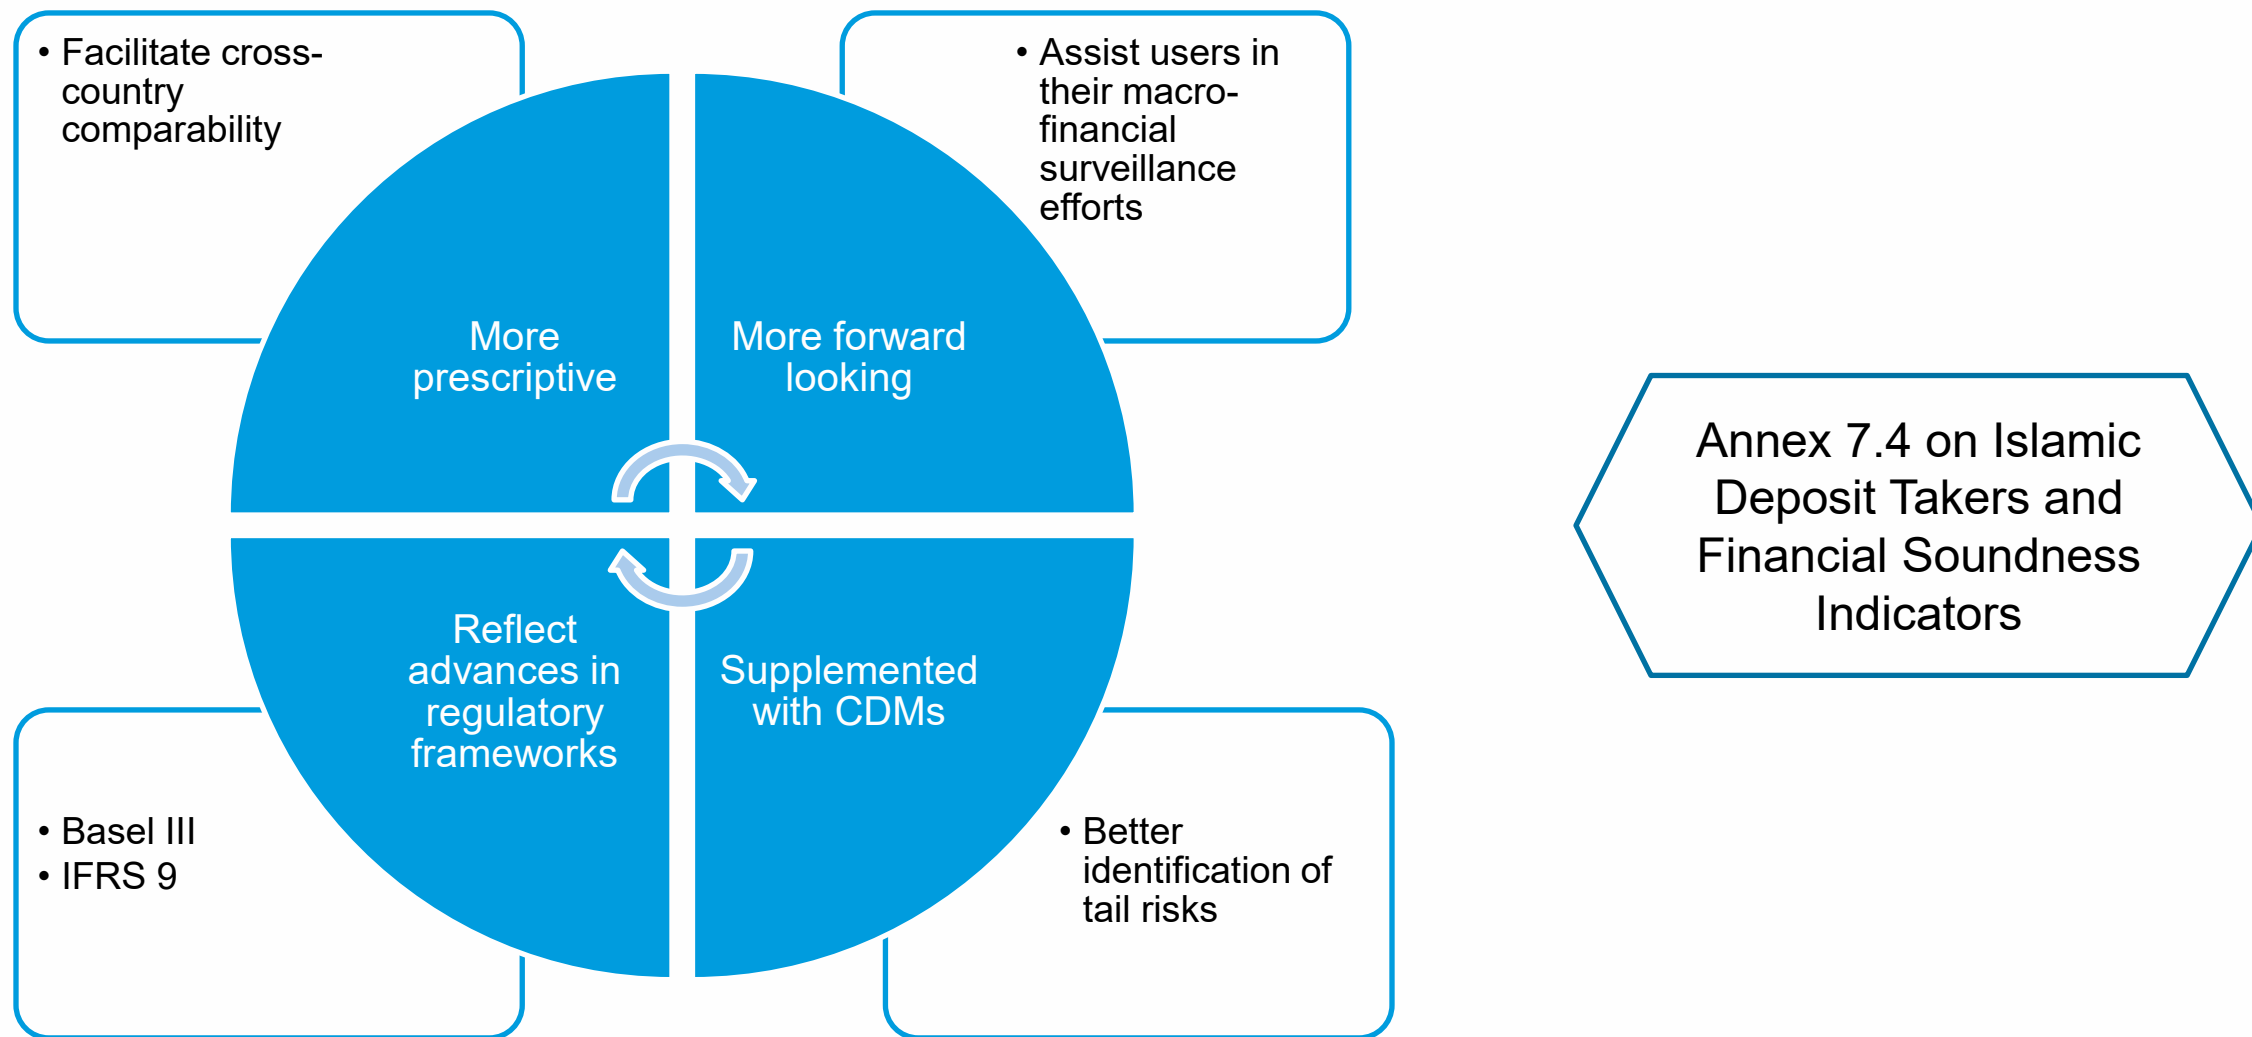 • Facilitate cross-
country
comparability
• Assist users in
their macro-
financial
surveillance
efforts
More
prescriptive
More forward
looking
Reflect
advances in
regulatory
frameworks
Supplemented
with CDMs
• Basel III
• IFRS 9
• Better
identification of
tail risks
Annex 7.4 on Islamic
Deposit Takers and
Financial Soundness
Indicators